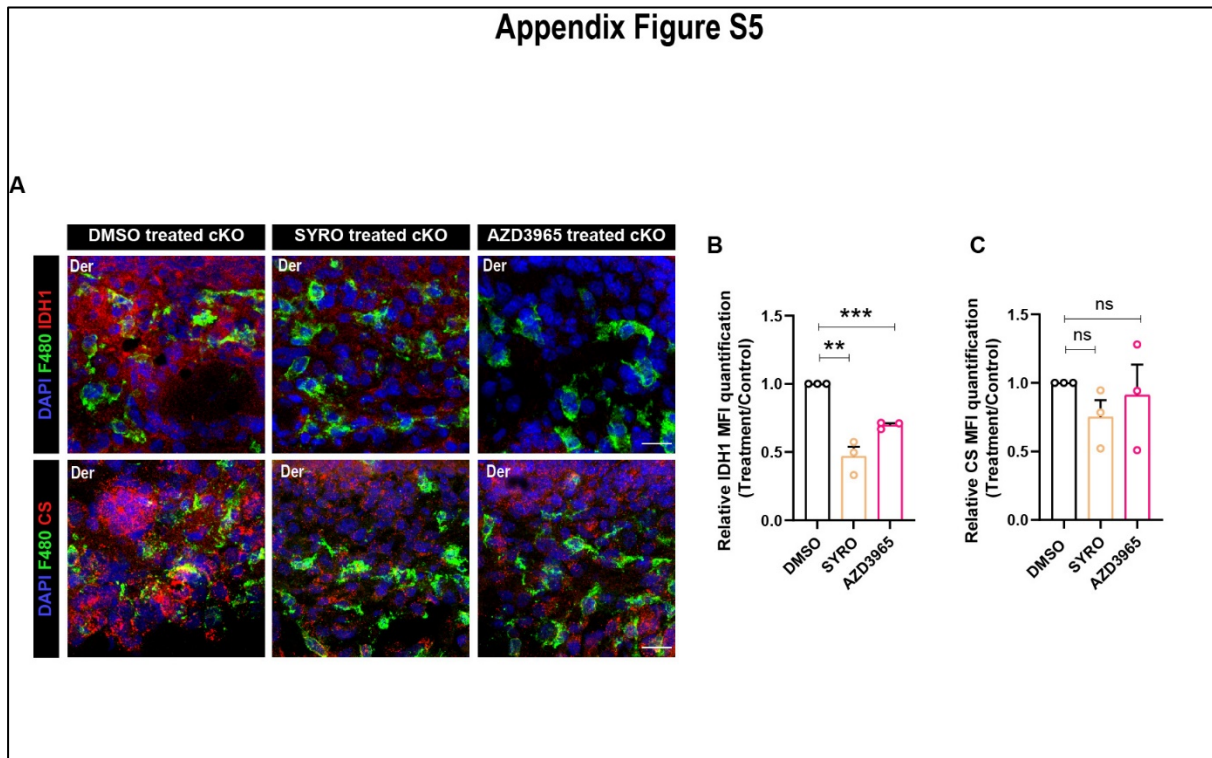 Appendix Figure S5
A
DMSO treated cKO
SYRO treated cKO
AZD3965 treated cKO
DAPI F480 IDH1
Der
Der
Der
DAPI F480 CS
Der
Der
Der
B
Relative IDH1 MFI quantification
(Treatment/Control)
1.5
1.0
0.5
0.0
***
**
DMSO
SYRO
AZD3965
C
Relative CS MFI quantification
(Treatment/Control)
1.5
1.0
0.5
0.0
ns
ns
DMSO
SYRO
AZD3965